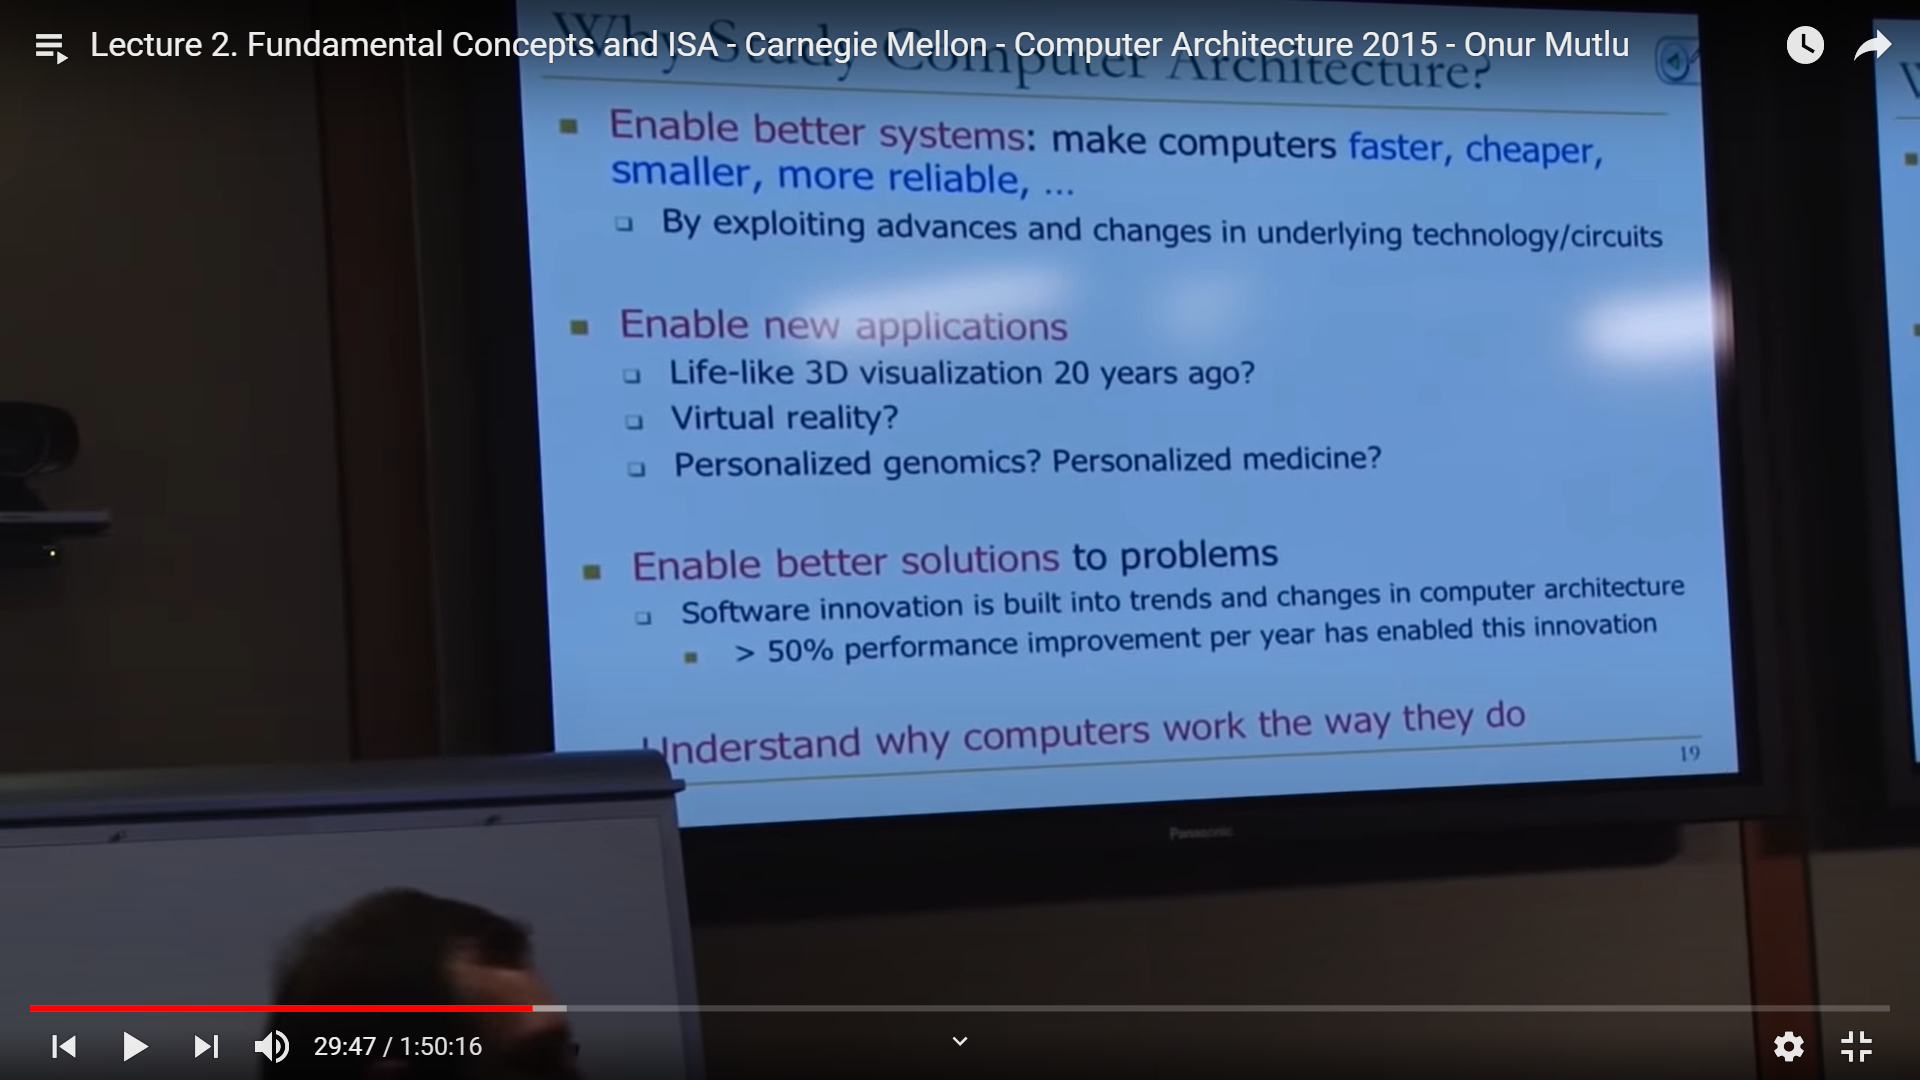 Lecture 2. Fundamental Concepts and ISA - Carnegie Mellon - Computer Architecture 2015 - Onur Mutlu
Why Study Computer Architecture?
Enable better systems: make computers faster, cheaper,
smaller, more reliable, ...
By exploiting advances and changes in underlying technology/circuits
Enable new applications
Life-like 3D visualization 20 years ago?
Virtual reality?
Personalized genomics? Personalized medicine?
Enable better solutions to problems
Software innovation is built into trends and changes in computer architecture
> 50% performance improvement per year has enabled this innovation
Understand why computers work the way they do
19
Panasonic
29:47 / 1:50:16